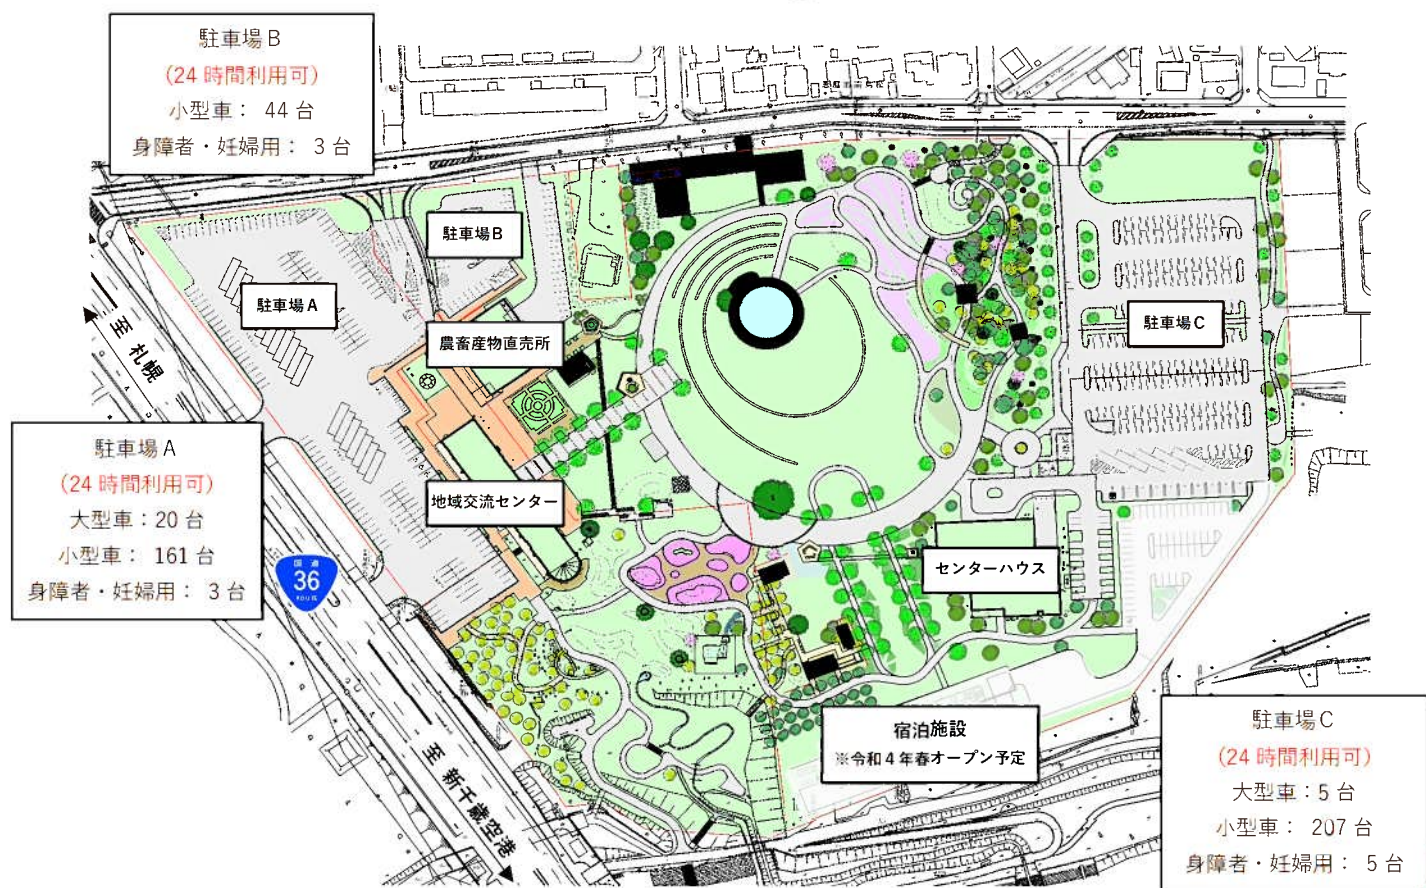 駐車場B
(24時間利用可)
小型車： 44台
身障者・妊婦用： 3台
駐車場B
駐車場A
農畜産物直売所
駐車場C
至 札幌
駐車場A
(24時間利用可)
大型車：20台
小型車： 161台
身障者・妊婦用： 3台
地域交流センター
国道
36
ROUTE
センターハウス
宿泊施設
※令和4年春オープン予定
至 新千歳空港
駐車場C
(24時間利用可)
大型車：5台
小型車： 207台
身障者・妊婦用： 5台